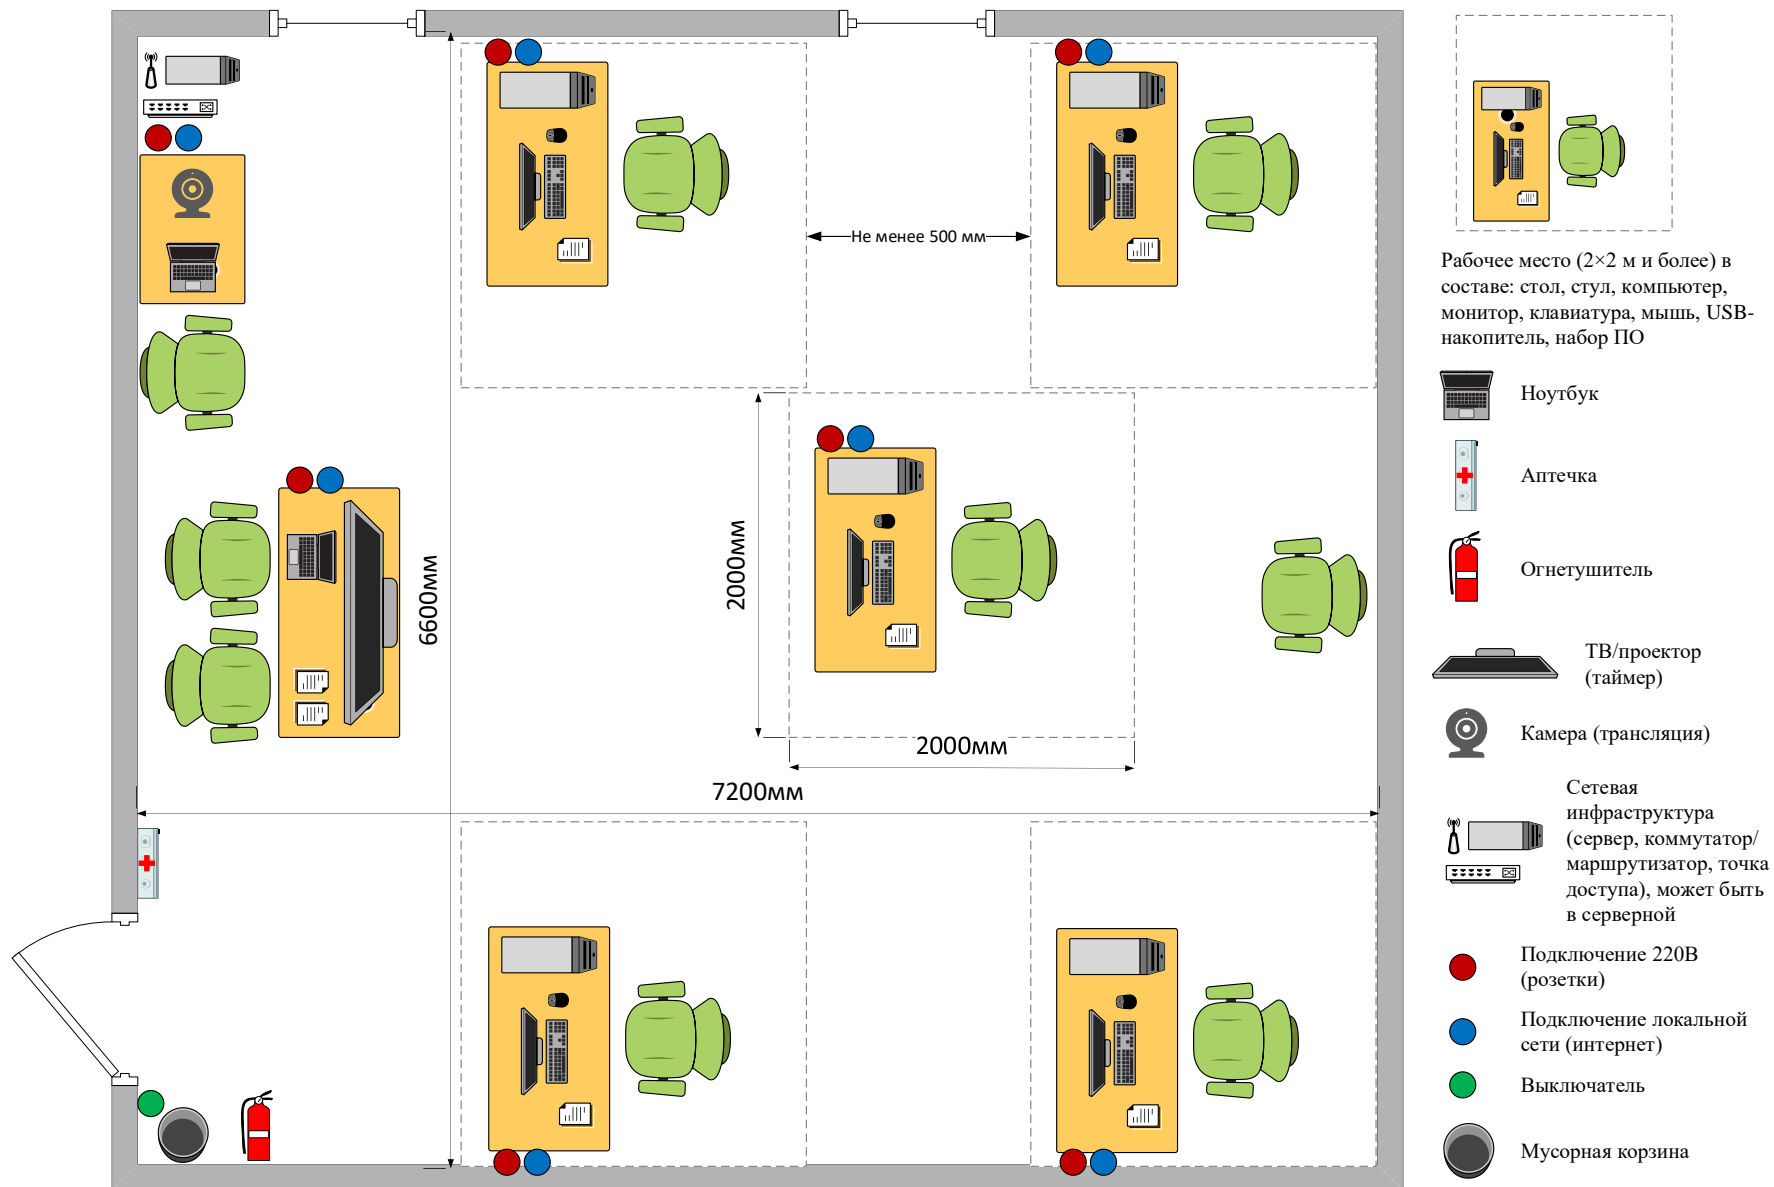 Не менее 500 мм
6600мм
2000мм
2000мм
7200мм
Рабочее место (2×2 м и более) в
составе: стол, стул, компьютер,
монитор, клавиатура, мышь, USB-
накопитель, набор ПО
Ноутбук
Аптечка
Огнетушитель
ТВ/проектор
(таймер)
Камера (трансляция)
Сетевая
инфраструктура
(сервер, коммутатор/
маршрутизатор, точка
доступа), может быть
в серверной
Подключение 220В
(розетки)
Подключение локальной
сети (интернет)
Выключатель
Мусорная корзина